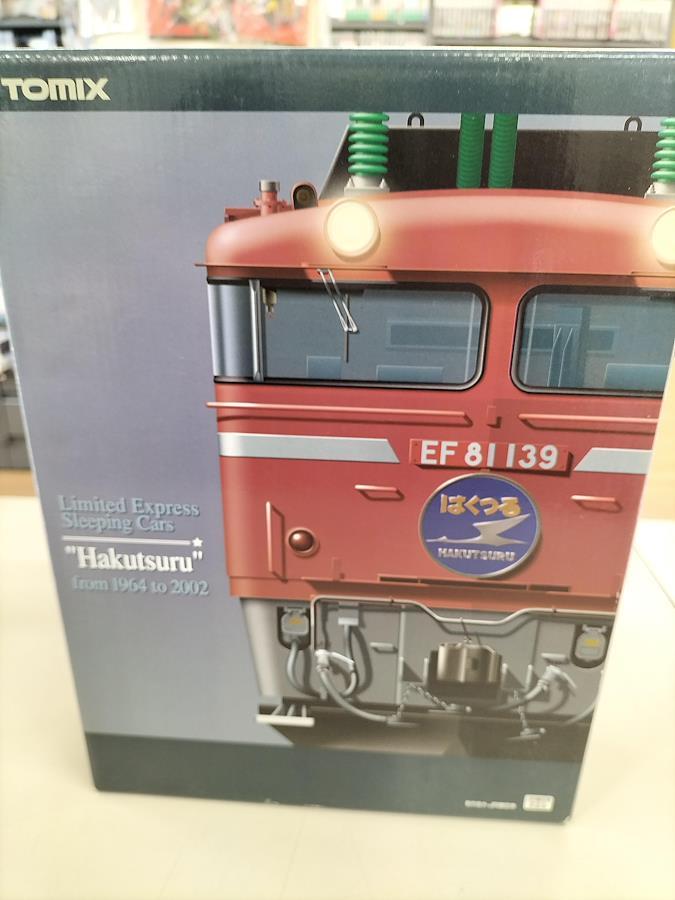 TOMIX
EF 81 139
はくつる
HAKUTSURU
Limited Express
Sleeping Cars
"Hakutsuru"
from 1964 to 2002